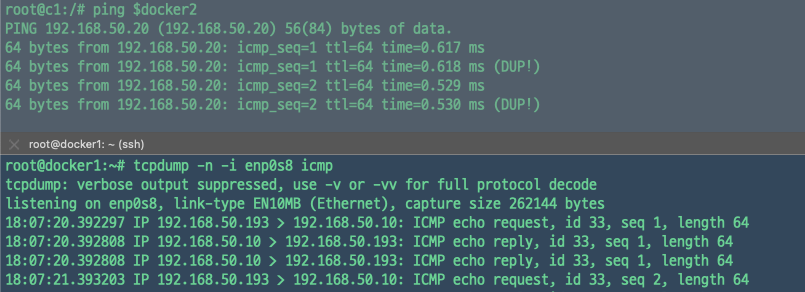 root@c1:/# ping $docker2
PING 192.168.50.20 (192.168.50.20) 56(84) bytes of data.
64 bytes from 192.168.50.20: icmp_seq=1 ttl=64 time=0.617 ms
64 bytes from 192.168.50.20: icmp_seq=1 ttl=64 time=0.618 ms (DUP!)
64 bytes from 192.168.50.20: icmp_seq=2 ttl=64 time=0.529 ms
64 bytes from 192.168.50.20: icmp_seq=2 ttl=64 time=0.530 ms (DUP!)
root@docker1: ~ (ssh)
root@docker1:~# tcpdump -n -i enp0s8 icmp
tcpdump: verbose output suppressed, use -v or -vv for full protocol decode
listening on enp0s8, link-type EN10MB (Ethernet), capture size 262144 bytes
18:07:20.392297 IP 192.168.50.193 > 192.168.50.10: ICMP echo request, id 33, seq 1, length 64
18:07:20.392808 IP 192.168.50.10 > 192.168.50.193: ICMP echo reply, id 33, seq 1, length 64
18:07:20.392808 IP 192.168.50.10 > 192.168.50.193: ICMP echo reply, id 33, seq 1, length 64
18:07:21.393203 IP 192.168.50.193 > 192.168.50.10: ICMP echo request, id 33, seq 2, length 64